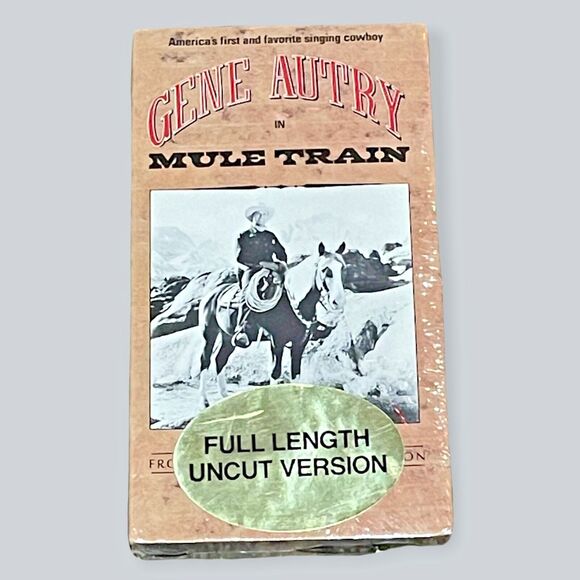 America's first and favorite singing cowboy
GENE AUTRY
IN
MULE TRAIN
FULL LENGTH
UNCUT VERSION